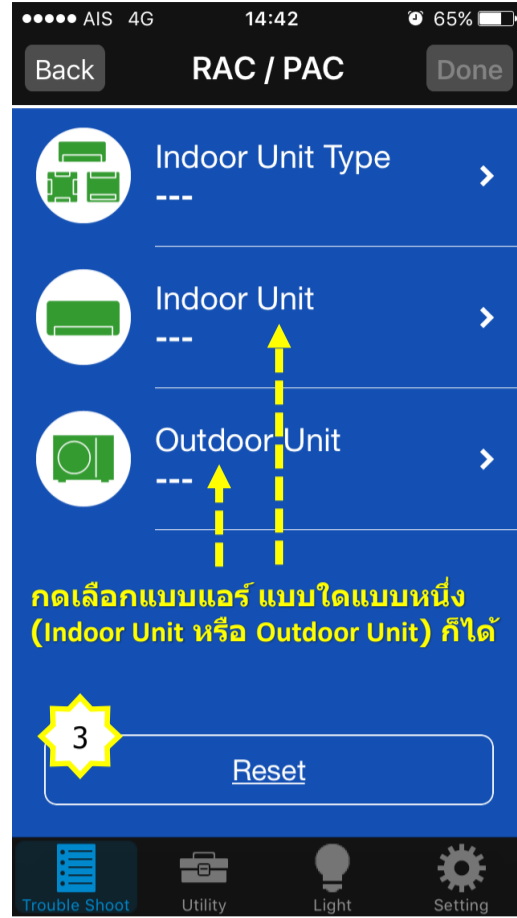 AIS 4G 14:42 65%
Back RAC / PAC Done
Indoor Unit Type
---
Indoor Unit
---
Outdoor Unit
---
กดเลือกแบบแอร์ แบบใดแบบหนึ่ง
(Indoor Unit หรือ Outdoor Unit) ก็ได้
3
Reset
Trouble Shoot Utility Light Setting